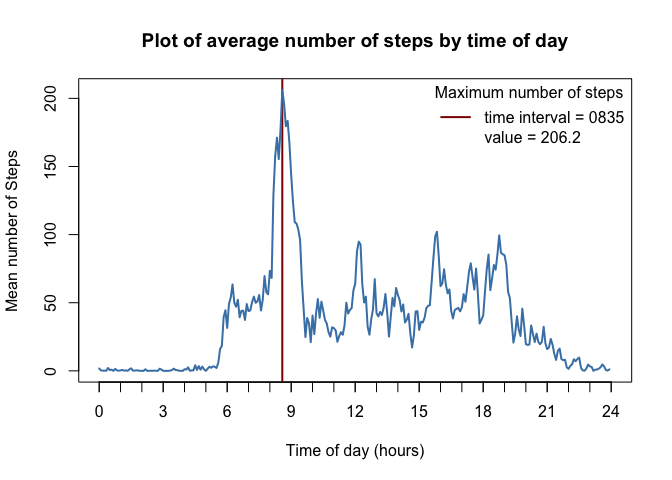 Plot of average number of steps by time of day
Maximum number of steps
time interval = 0835
value = 206.2
Mean number of Steps
200
150
100
50
0
0 3 6 9 12 15 18 21 24
Time of day (hours)